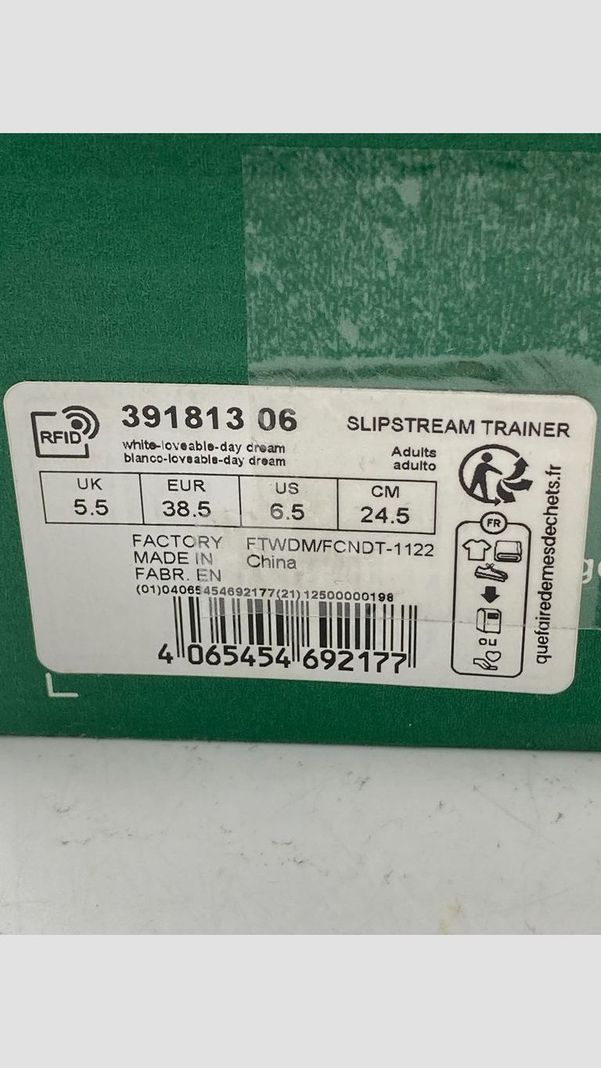 RFID
391813 06
SLIPSTREAM TRAINER
white-loveable-day dream
blanco-loveable-day dream
Adults
adulto
UK EUR US CM
5.5 38.5 6.5 24.5
FACTORY FTWDM/FCNDT-1122
MADE IN China
FABR. EN
(01)04065454692177(21)12500000198
4 065454 692177
FR
ou
quefairedemesdechets.fr